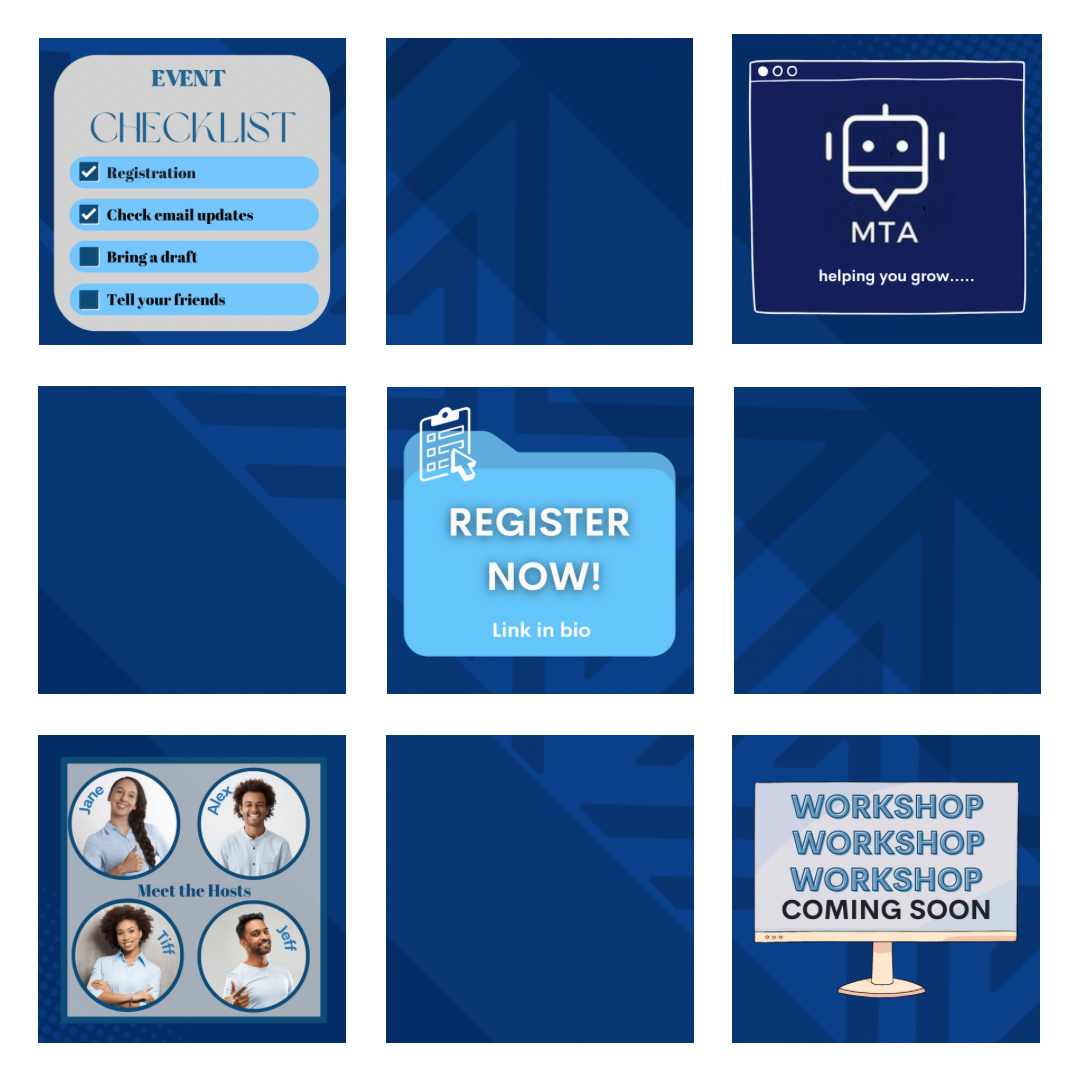 EVENT
CHECKLIST
Registration
Check email updates
Bring a draft
Tell your friends
MTA
helping you grow.....
REGISTER
NOW!
Link in bio
Jane
Alex
Meet the Hosts
Tiff
Jeff
WORKSHOP
WORKSHOP
WORKSHOP
COMING SOON